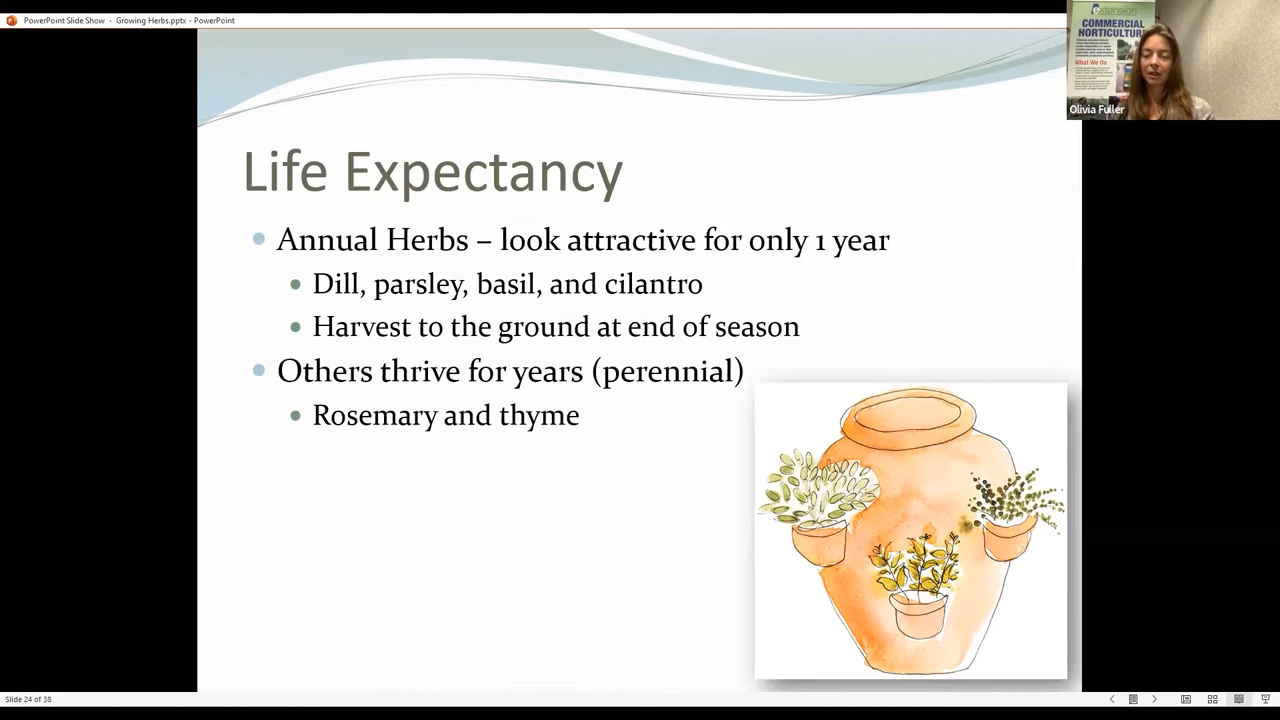 PowerPoint Slide Show - Growing Herbs.pptx - PowerPoint
extension
COMMERCIAL
HORTICULTURE
What We Do
Olivia Fuller
Life Expectancy
• Annual Herbs – look attractive for only 1 year
• Dill, parsley, basil, and cilantro
• Harvest to the ground at end of season
• Others thrive for years (perennial)
• Rosemary and thyme
Slide 24 of 38